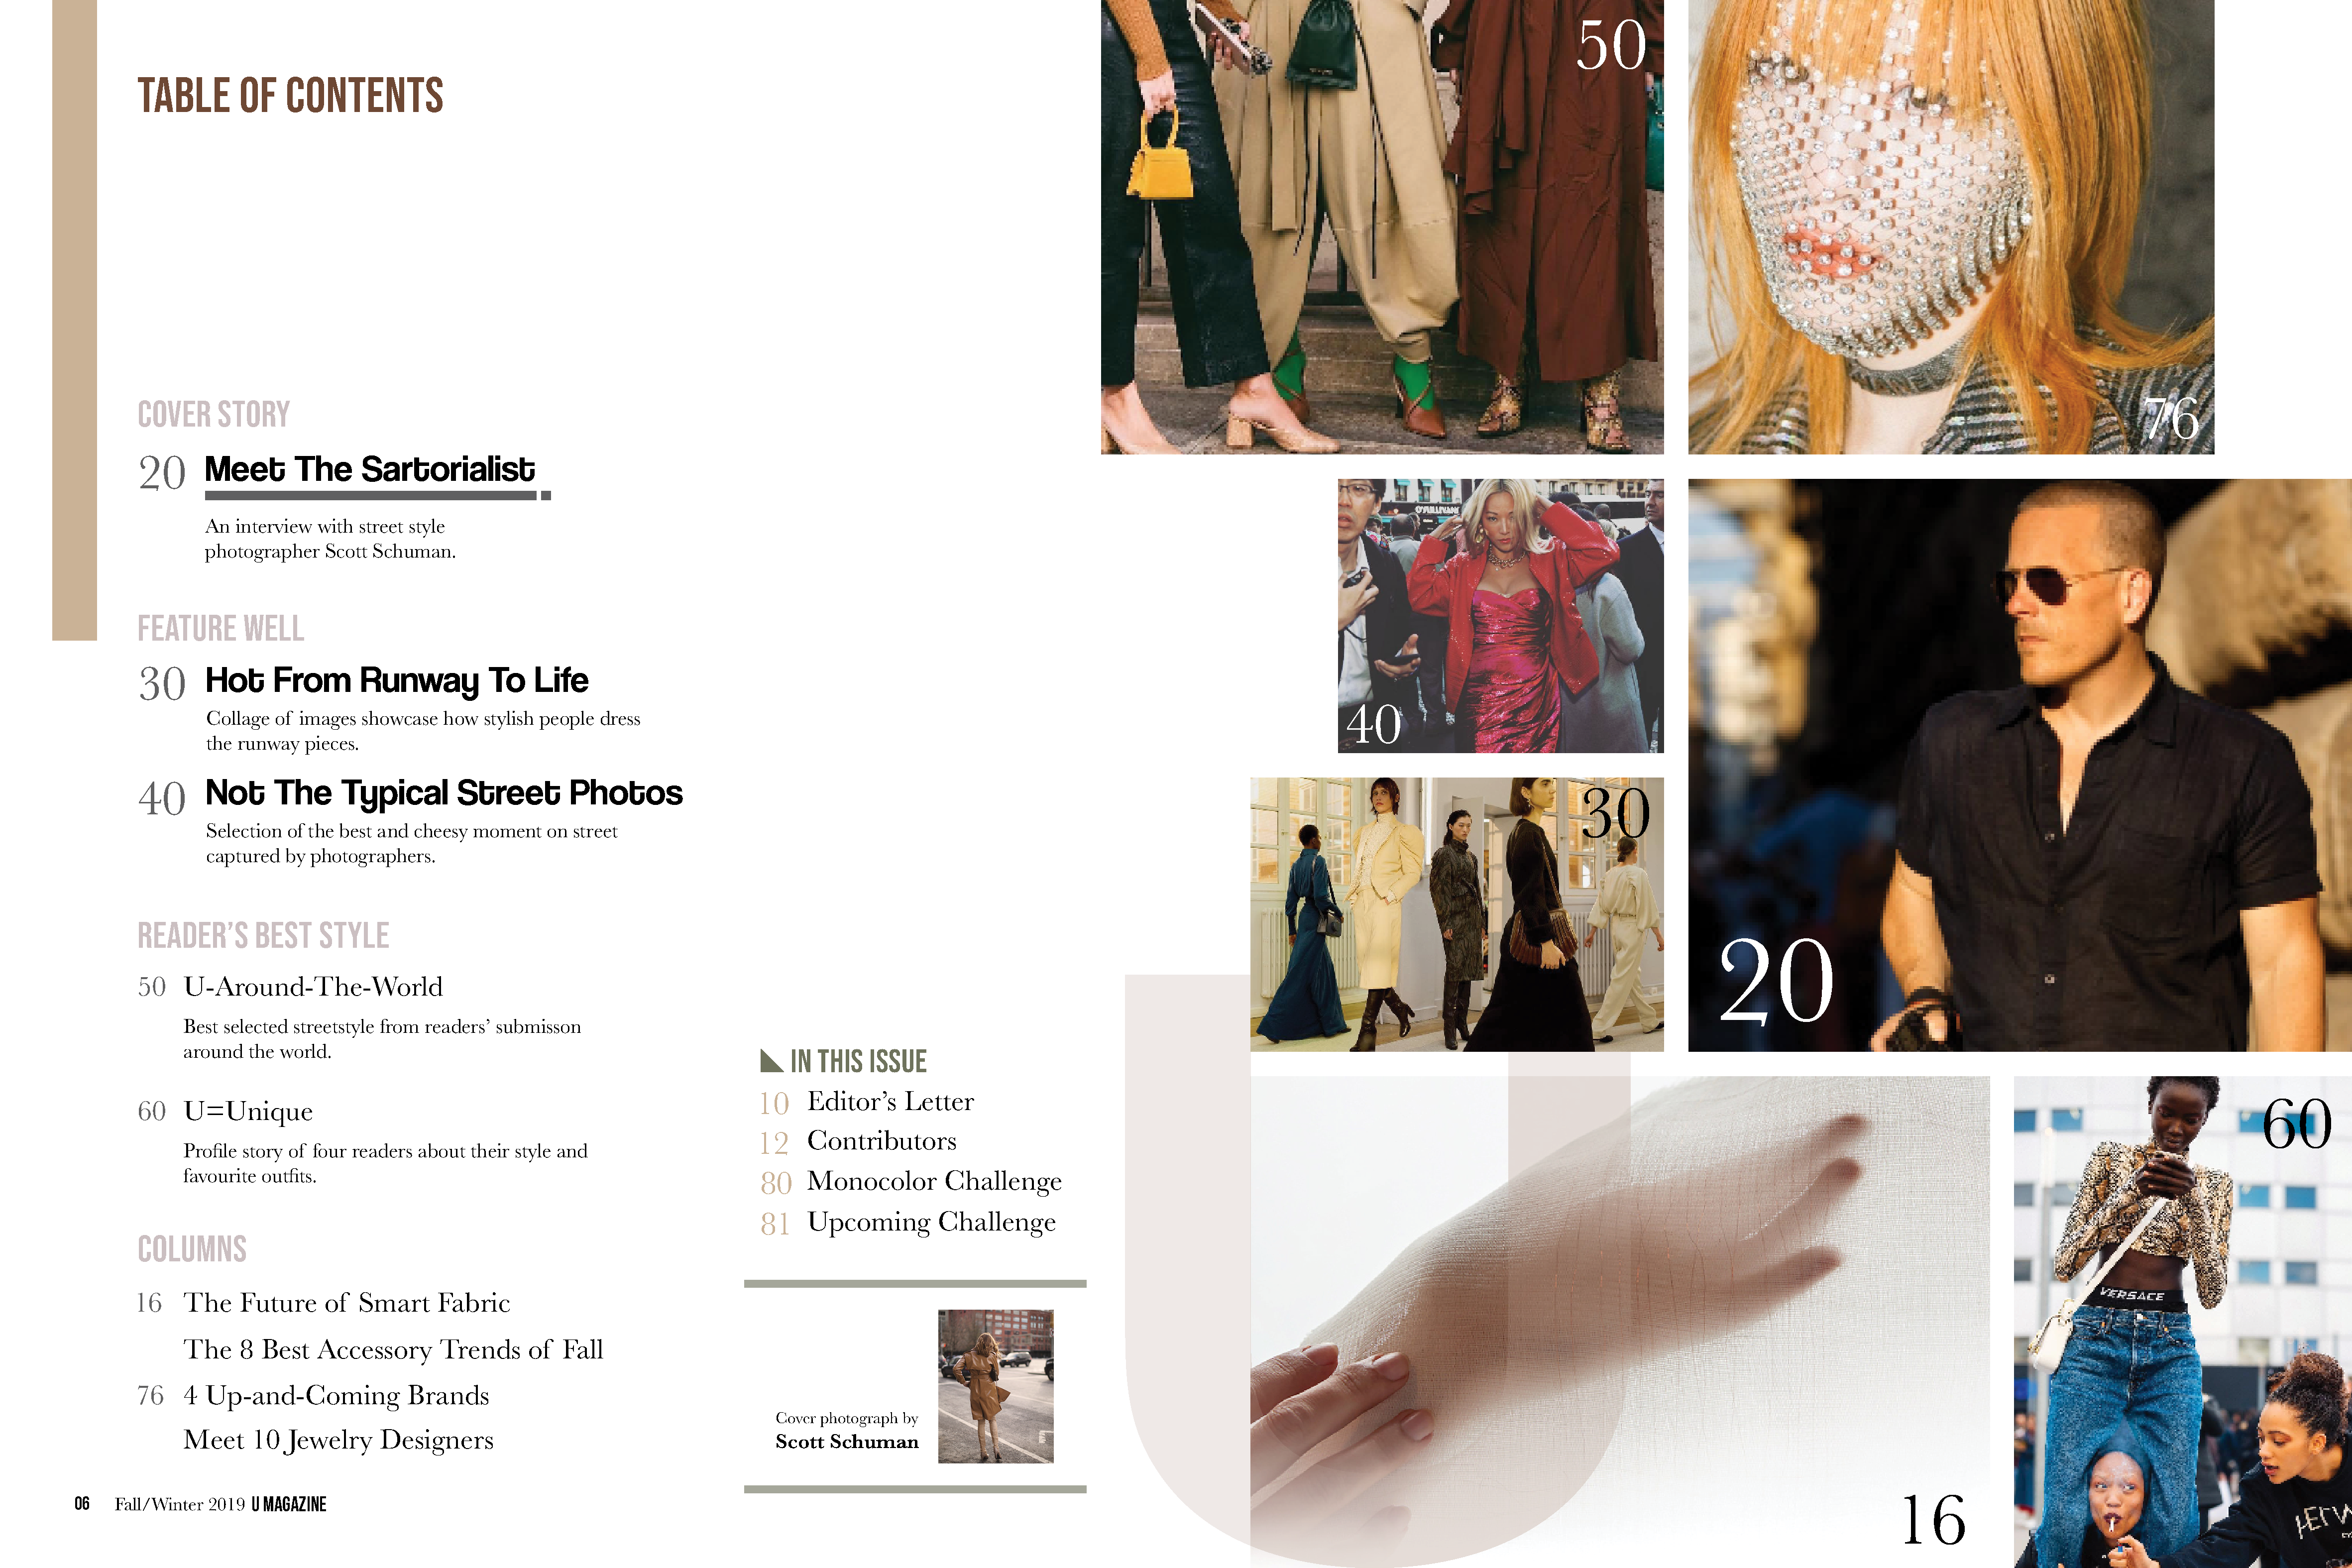 TABLE OF CONTENTS
COVER STORY
20 Meet The Sartorialist
An interview with street style
photographer Scott Schuman.
FEATURE WELL
30 Hot From Runway To Life
Collage of images showcase how stylish people dress
the runway pieces.
40 Not The Typical Street Photos
Selection of the best and cheesy moment on street
captured by photographers.
READER'S BEST STYLE
50 U-Around-The-World
Best selected streetstyle from readers' submisson
around the world.
60 U=Unique
Profile story of four readers about their style and
favourite outfits.
COLUMNS
16 The Future of Smart Fabric
The 8 Best Accessory Trends of Fall
76 4 Up-and-Coming Brands
Meet 10 Jewelry Designers
06 Fall/Winter 2019 U MAGAZINE
IN THIS ISSUE
10 Editor's Letter
12 Contributors
80 Monocolor Challenge
81 Upcoming Challenge
Cover photograph by
Scott Schuman
50
76
O'SULLIVANS
40
30
20
U
60
VERSACE
16